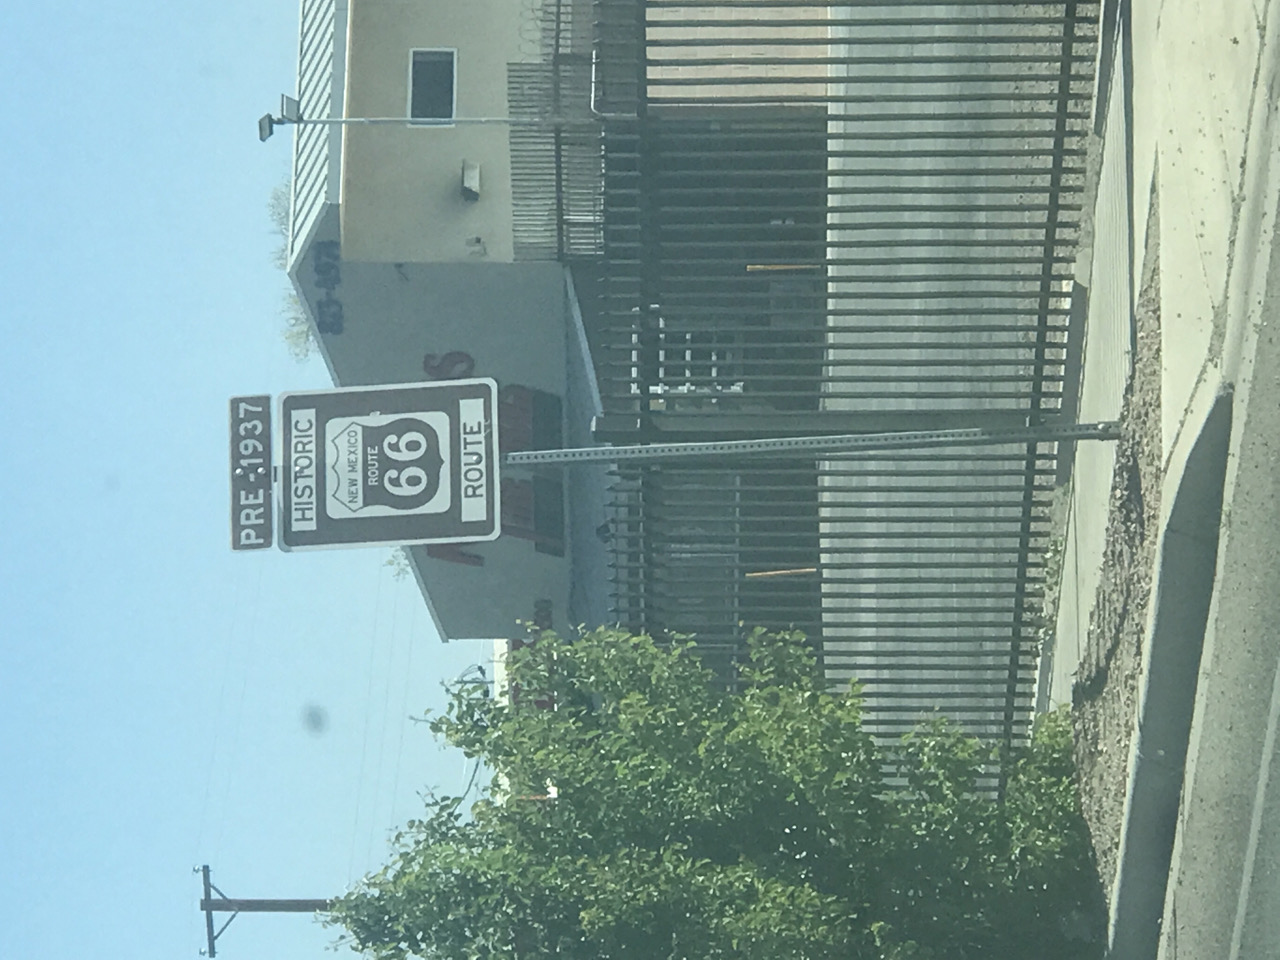 PRE - 1937
HISTORIC
NEW MEXICO
ROUTE
66
ROUTE